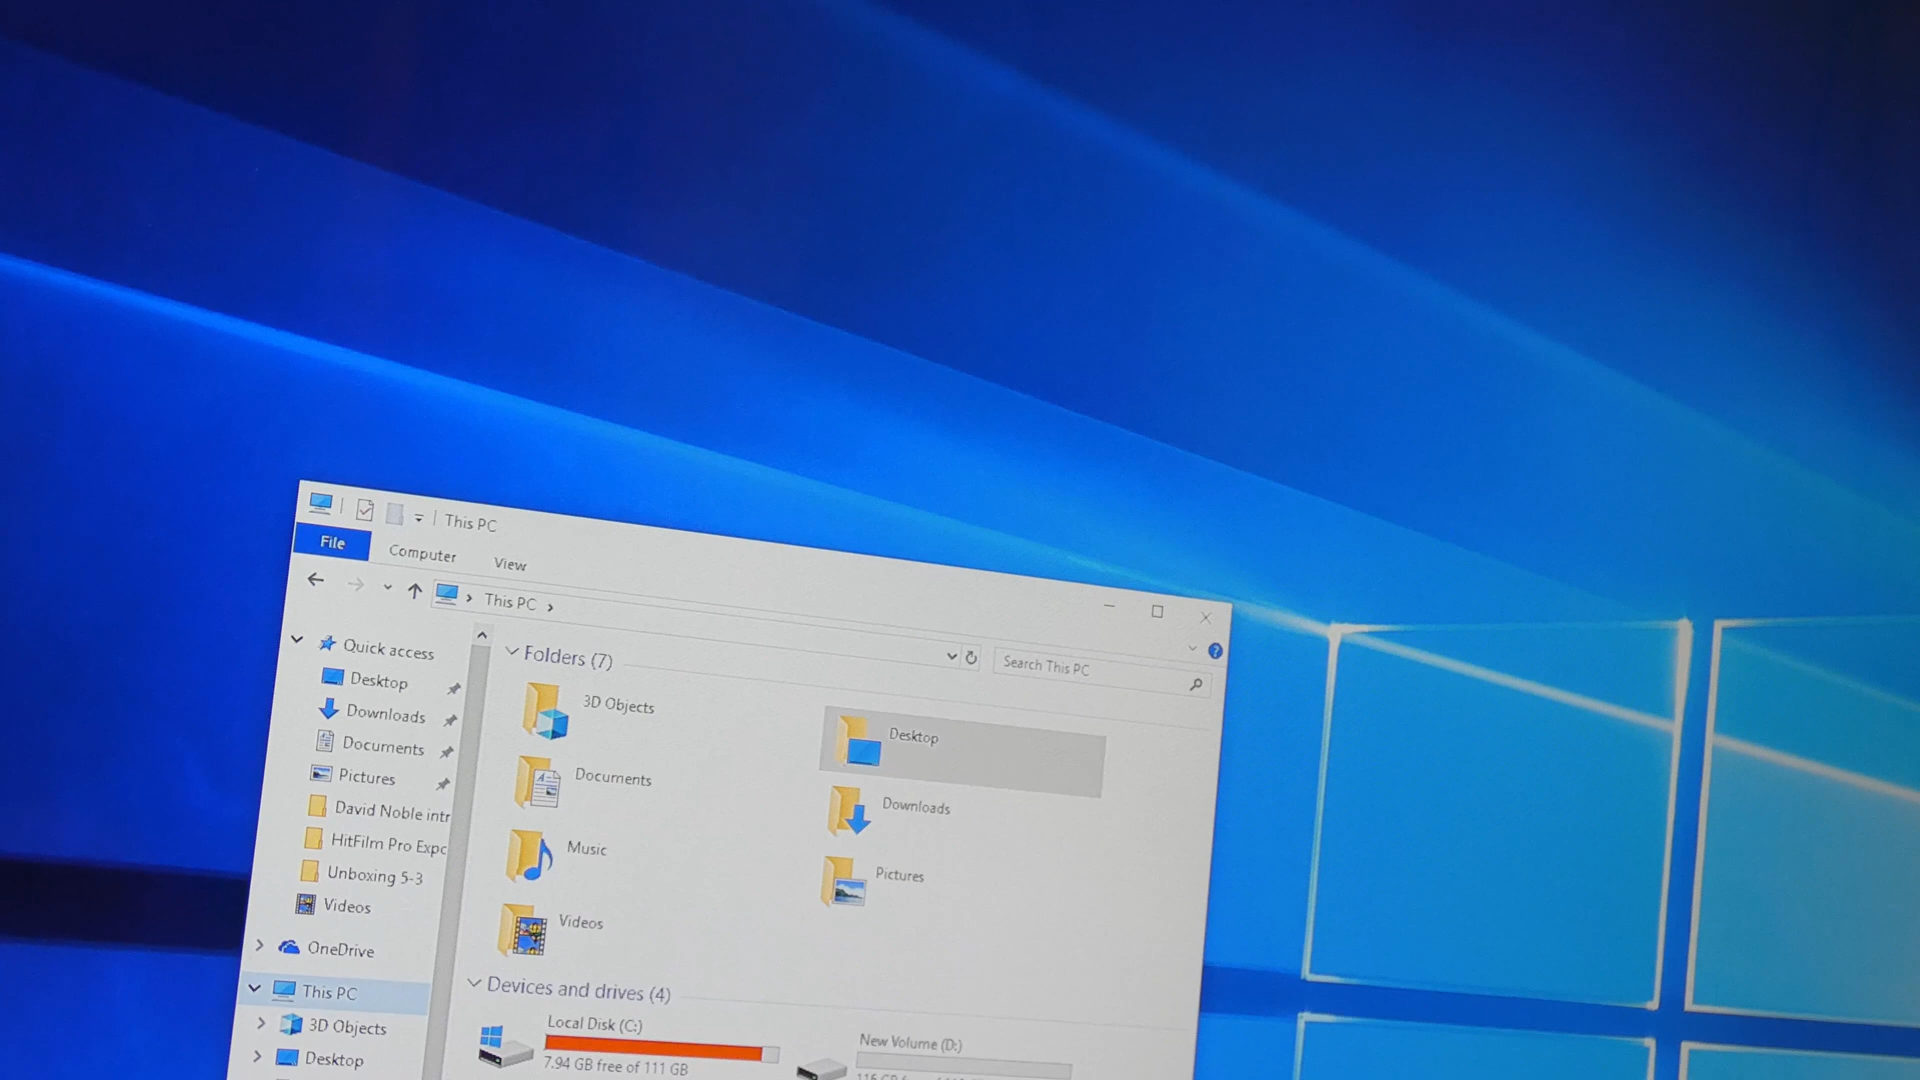 This PC
File
Computer
View
This PC
Search This PC
Quick access
Desktop
Downloads
Documents
Pictures
David Noble intr
HitFilm Pro Expc
Unboxing 5-3
Videos
OneDrive
This PC
3D Objects
Desktop
Folders (7)
3D Objects
Desktop
Documents
Downloads
Music
Pictures
Videos
Devices and drives (4)
Local Disk (C:)
7.94 GB free of 111 GB
New Volume (D:)